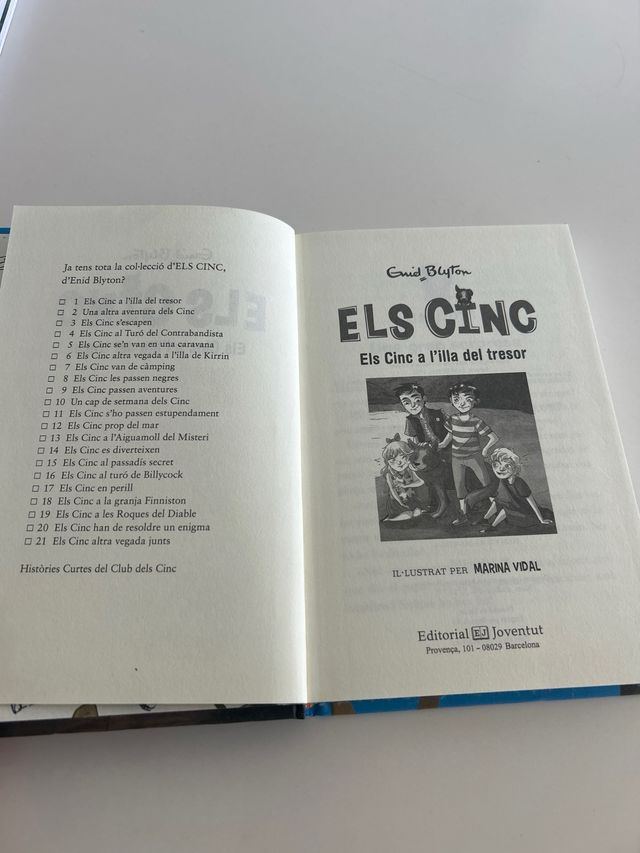 Ja tens tota la col·lecció d'ELS CINC,
d'Enid Blyton?
☐ 1 Els Cinc a l'illa del tresor
☐ 2 Una altra aventura dels Cinc
☐ 3 Els Cinc s'escapen
☐ 4 Els Cinc al Turó del Contrabandista
☐ 5 Els Cinc se'n van en una caravana
☐ 6 Els Cinc altra vegada a l'illa de Kirrin
☐ 7 Els Cinc van de càmping
☐ 8 Els Cinc les passen negres
☐ 9 Els Cinc passen aventures
☐ 10 Un cap de setmana dels Cinc
☐ 11 Els Cinc s'ho passen estupendament
☐ 12 Els Cinc prop del mar
☐ 13 Els Cinc a l'Aiguamoll del Misteri
☐ 14 Els Cinc es diverteixen
☐ 15 Els Cinc al passadís secret
☐ 16 Els Cinc al turó de Billycock
☐ 17 Els Cinc en perill
☐ 18 Els Cinc a la granja Finniston
☐ 19 Els Cinc a les Roques del Diable
☐ 20 Els Cinc han de resoldre un enigma
☐ 21 Els Cinc altra vegada junts
Històries Curtes del Club dels Cinc
Enid Blyton
ELS CINC
Els Cinc a l'illa del tresor
IL·LUSTRAT PER MARINA VIDAL
Editorial EJ Joventut
Provença, 101 - 08029 Barcelona